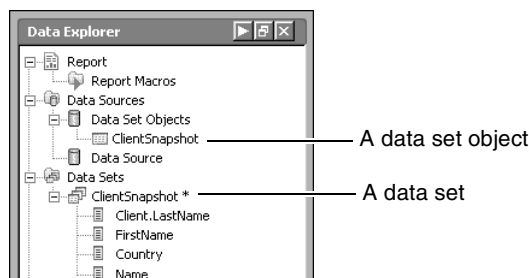 Data Explorer
Report
Report Macros
Data Sources
Data Set Objects
ClientSnapshot
A data set object
Data Source
Data Sets
ClientSnapshot *
A data set
Client.LastName
FirstName
Country
Name